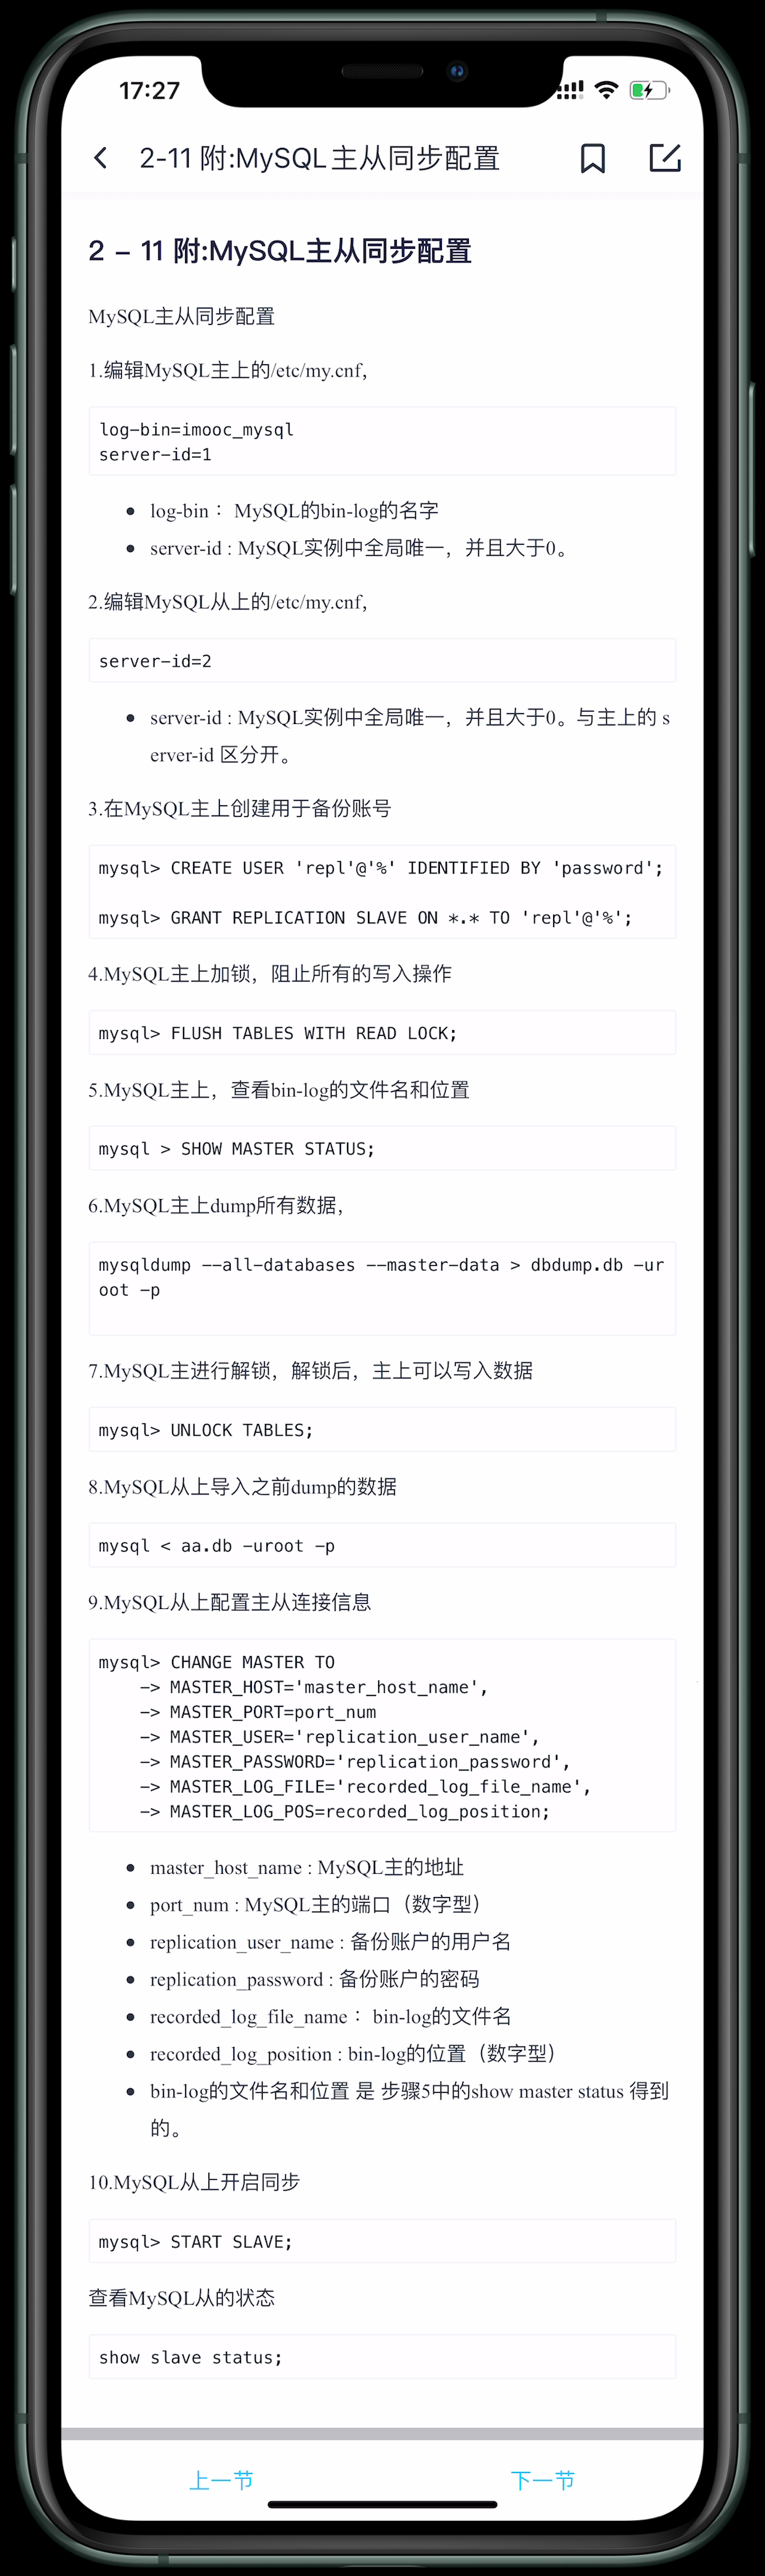 17:27
2-11 附:MySQL主从同步配置
2 – 11 附:MySQL主从同步配置
MySQL主从同步配置
1.编辑MySQL主上的/etc/my.cnf,
log-bin=imooc_mysql
server-id=1
log-bin： MySQL的bin-log的名字
server-id : MySQL实例中全局唯一，并且大于0。
2.编辑MySQL从上的/etc/my.cnf,
server-id=2
server-id : MySQL实例中全局唯一，并且大于0。与主上的 s
erver-id 区分开。
3.在MySQL主上创建用于备份账号
mysql> CREATE USER 'repl'@'%' IDENTIFIED BY 'password';
mysql> GRANT REPLICATION SLAVE ON *.* TO 'repl'@'%';
4.MySQL主上加锁，阻止所有的写入操作
mysql> FLUSH TABLES WITH READ LOCK;
5.MySQL主上，查看bin-log的文件名和位置
mysql > SHOW MASTER STATUS;
6.MySQL主上dump所有数据，
mysqldump --all-databases --master-data > dbdump.db -ur
oot -p
7.MySQL主进行解锁，解锁后，主上可以写入数据
mysql> UNLOCK TABLES;
8.MySQL从上导入之前dump的数据
mysql < aa.db -uroot -p
9.MySQL从上配置主从连接信息
mysql> CHANGE MASTER TO
-> MASTER_HOST='master_host_name',
-> MASTER_PORT=port_num
-> MASTER_USER='replication_user_name',
-> MASTER_PASSWORD='replication_password',
-> MASTER_LOG_FILE='recorded_log_file_name',
-> MASTER_LOG_POS=recorded_log_position;
master_host_name : MySQL主的地址
port_num : MySQL主的端口（数字型）
replication_user_name : 备份账户的用户名
replication_password : 备份账户的密码
recorded_log_file_name： bin-log的文件名
recorded_log_position : bin-log的位置（数字型）
bin-log的文件名和位置 是 步骤5中的show master status 得到
的。
10.MySQL从上开启同步
mysql> START SLAVE;
查看MySQL从的状态
show slave status;
上一节 下一节